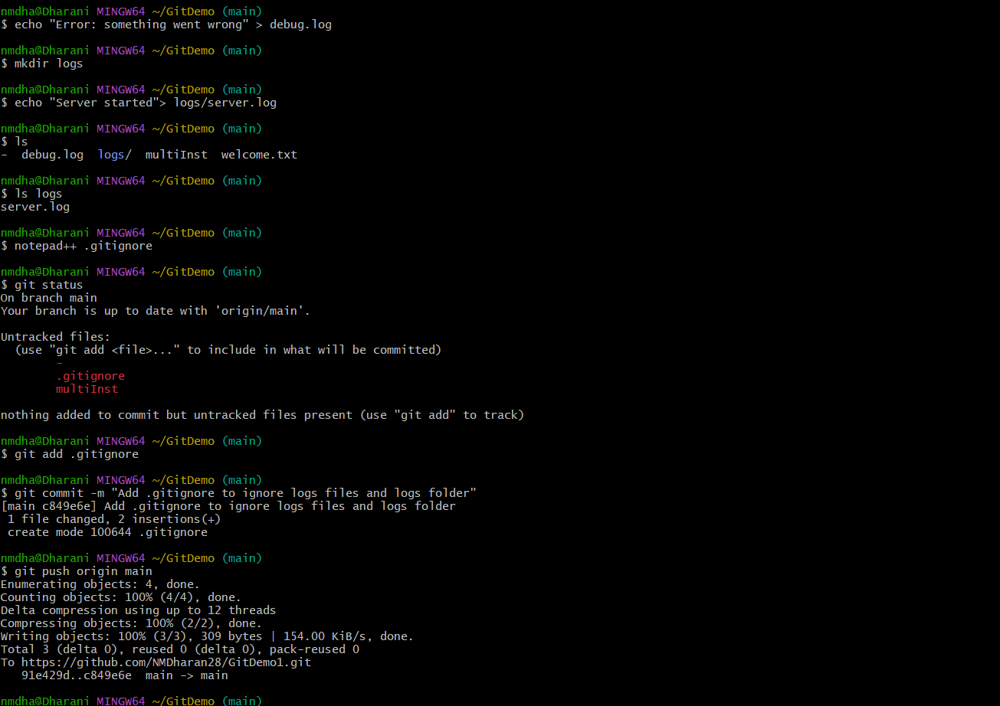 nmdha@Dharani MINGW64 ~/GitDemo (main)
$ echo "Error: something went wrong" > debug.log
nmdha@Dharani MINGW64 ~/GitDemo (main)
$ mkdir logs
nmdha@Dharani MINGW64 ~/GitDemo (main)
$ echo "Server started"> logs/server.log
nmdha@Dharani MINGW64 ~/GitDemo (main)
$ ls
-  debug.log  logs/  multiInst  welcome.txt
nmdha@Dharani MINGW64 ~/GitDemo (main)
$ ls logs
server.log
nmdha@Dharani MINGW64 ~/GitDemo (main)
$ notepad++ .gitignore
nmdha@Dharani MINGW64 ~/GitDemo (main)
$ git status
On branch main
Your branch is up to date with 'origin/main'.
Untracked files:
  (use "git add <file>..." to include in what will be committed)
        -
        .gitignore
        multiInst
nothing added to commit but untracked files present (use "git add" to track)
nmdha@Dharani MINGW64 ~/GitDemo (main)
$ git add .gitignore
nmdha@Dharani MINGW64 ~/GitDemo (main)
$ git commit -m "Add .gitignore to ignore logs files and logs folder"
[main c849e6e] Add .gitignore to ignore logs files and logs folder
 1 file changed, 2 insertions(+)
 create mode 100644 .gitignore
nmdha@Dharani MINGW64 ~/GitDemo (main)
$ git push origin main
Enumerating objects: 4, done.
Counting objects: 100% (4/4), done.
Delta compression using up to 12 threads
Compressing objects: 100% (2/2), done.
Writing objects: 100% (3/3), 309 bytes | 154.00 KiB/s, done.
Total 3 (delta 0), reused 0 (delta 0), pack-reused 0
To https://github.com/NMDharan28/GitDemo1.git
   91e429d..c849e6e  main -> main
nmdha@Dharani MINGW64 ~/GitDemo (main)